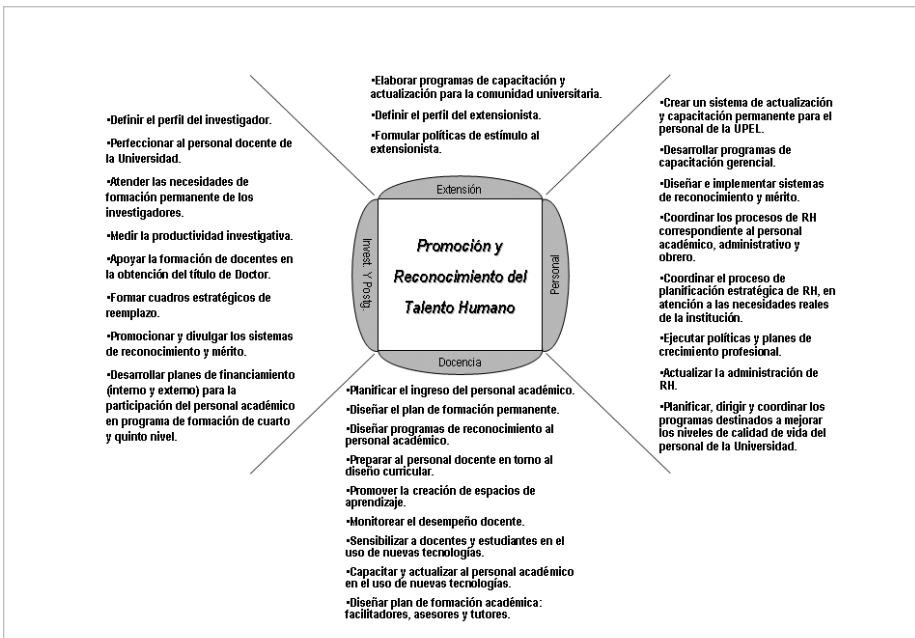 •Elaborar programas de capacitación y
actualización para la comunidad universitaria.
•Definir el perfil del extensionista.
•Formular políticas de estímulo al
extensionista.
•Definir el perfil del investigador.
•Perfeccionar al personal docente de
la Universidad.
•Atender las necesidades de
formación permanente de los
investigadores.
•Medir la productividad investigativa.
•Apoyar la formación de docentes en
la obtención del título de Doctor.
•Formar cuadros estratégicos de
reemplazo.
•Promocionar y divulgar los sistemas
de reconocimiento y mérito.
•Desarrollar planes de financiamiento
(interno y externo) para la
participación del personal académico
en programa de formación de cuarto
y quinto nivel.
Extensión
Invest. Y Postg.
Promoción y
Reconocimiento del
Talento Humano
Personal
Docencia
•Crear un sistema de actualización
y capacitación permanente para el
personal de la UPEL.
•Desarrollar programas de
capacitación gerencial.
•Diseñar e implementar sistemas
de reconocimiento y mérito.
•Coordinar los procesos de RH
correspondiente al personal
académico, administrativo y
obrero.
•Coordinar el proceso de
planificación estratégica de RH, en
atención a las necesidades reales
de la institución.
•Ejecutar políticas y planes de
crecimiento profesional.
•Actualizar la administración de
RH.
•Planificar, dirigir y coordinar los
programas destinados a mejorar
los niveles de calidad de vida del
personal de la Universidad.
•Planificar el ingreso del personal académico.
•Diseñar el plan de formación permanente.
•Diseñar programas de reconocimiento al
personal académico.
•Preparar al personal docente en torno al
diseño curricular.
•Promover la creación de espacios de
aprendizaje.
•Monitorear el desempeño docente.
•Sensibilizar a docentes y estudiantes en el
uso de nuevas tecnologías.
•Capacitar y actualizar al personal académico
en el uso de nuevas tecnologías.
•Diseñar plan de formación académica:
facilitadores, asesores y tutores.